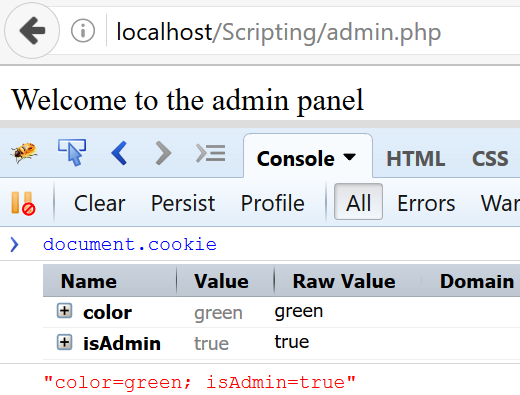 localhost/Scripting/admin.php
Welcome to the admin panel
Console HTML CSS
Clear Persist Profile All Errors War
document.cookie
Name Value Raw Value Domain
color green green
isAdmin true true
"color=green; isAdmin=true"